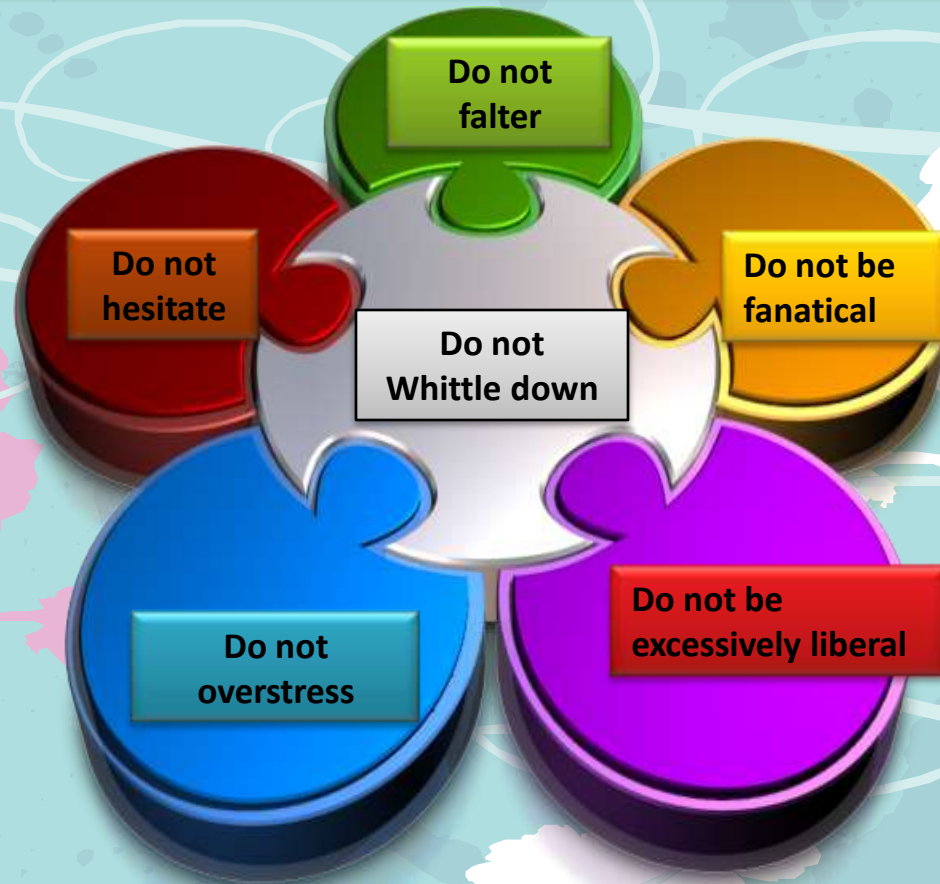 Do not
falter
Do not
hesitate
Do not be
fanatical
Do not
Whittle down
Do not
overstress
Do not be
excessively liberal